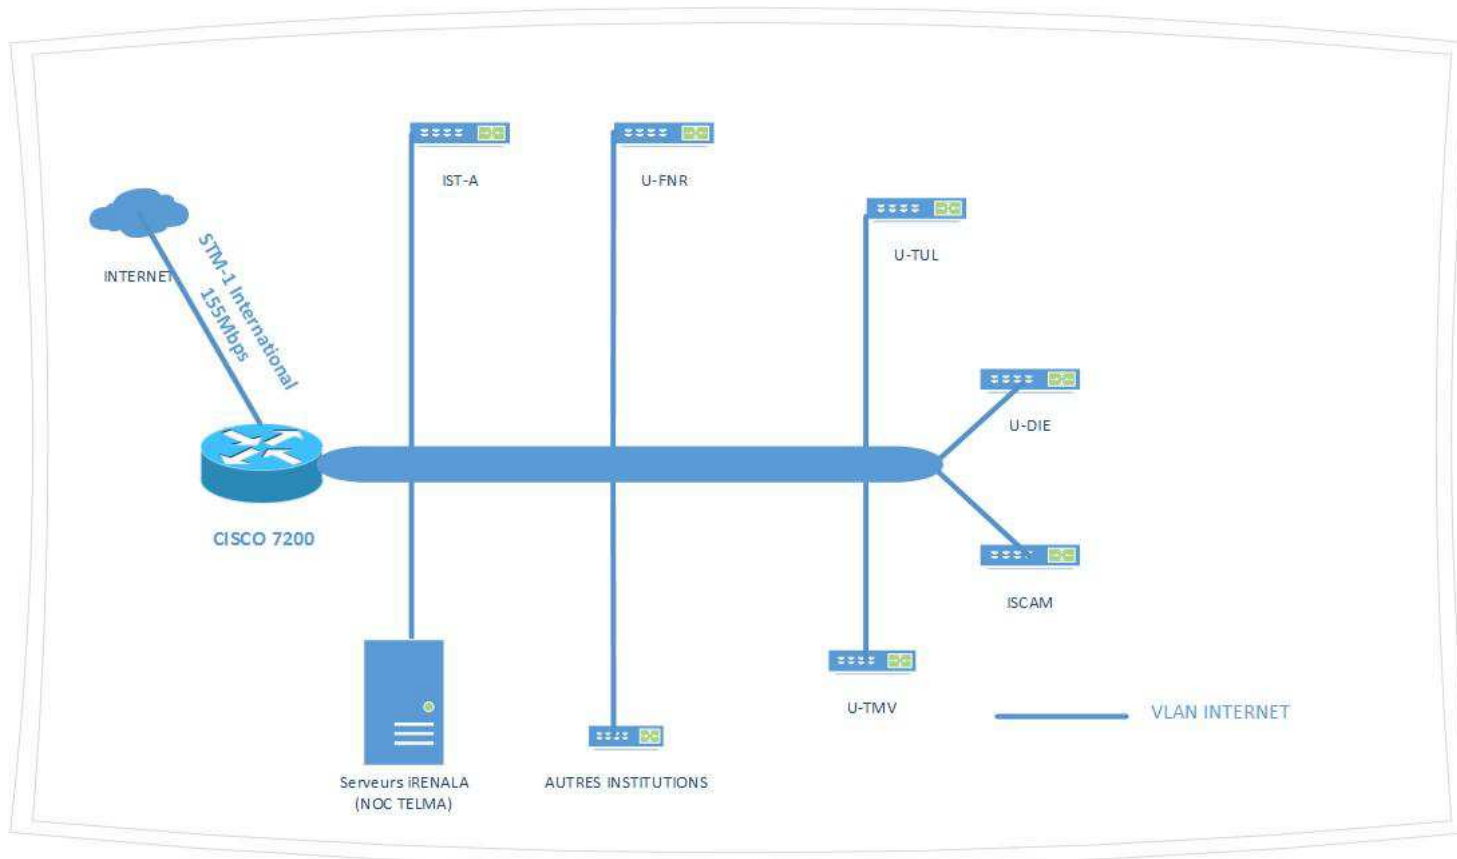 IST-A
U-FNR
U-TUL
INTERNET
STM-1 International
155Mbps
U-DIE
CISCO 7200
ISCAM
U-TMV
VLAN INTERNET
Serveurs iRENALA
(NOC TELMA)
AUTRES INSTITUTIONS